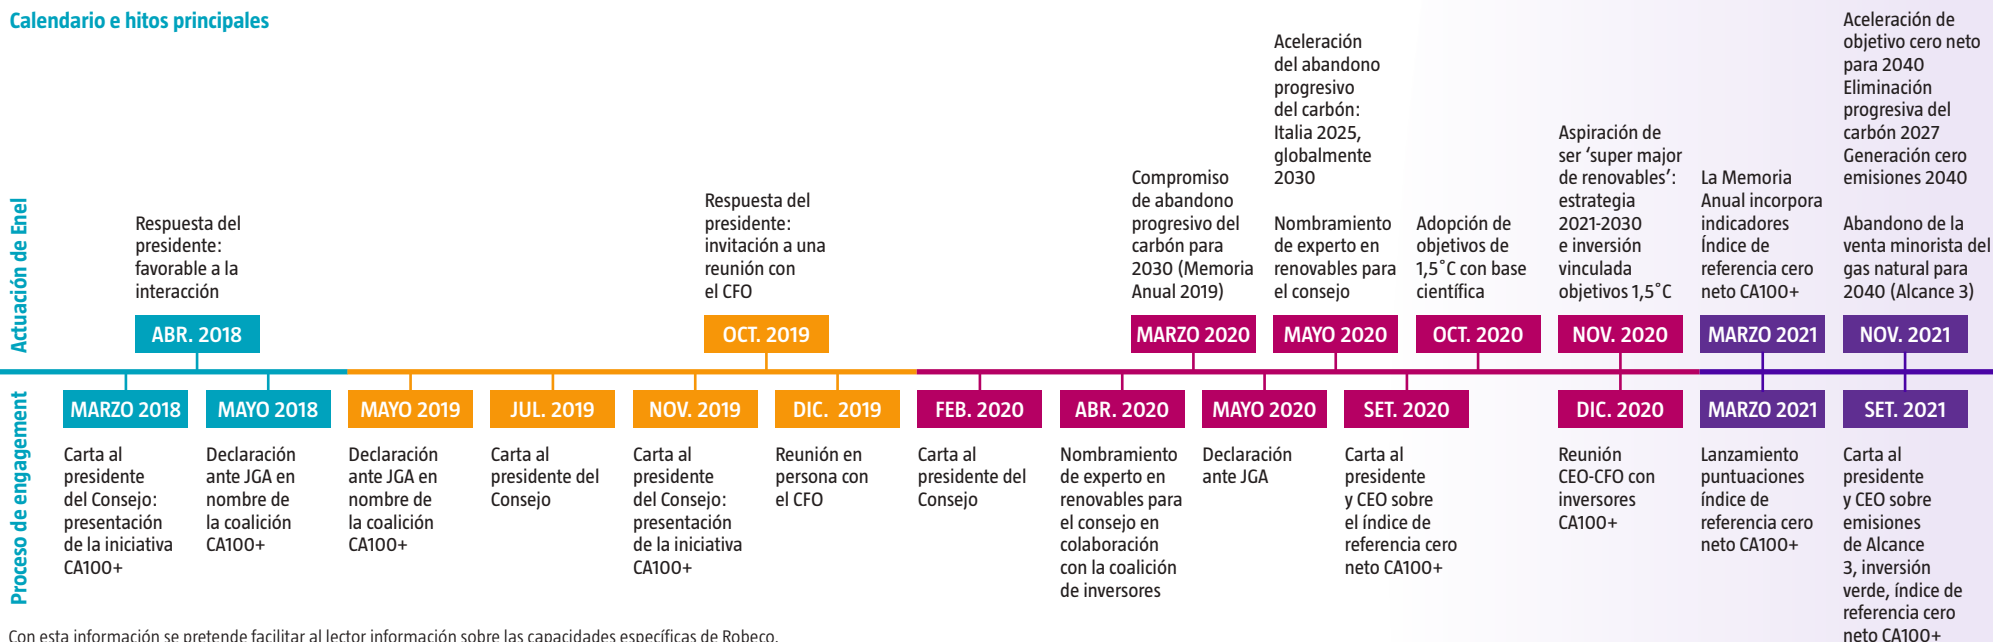 Calendario e hitos principales
Actuación de Enel
Respuesta del
presidente:
favorable a la
interacción
ABR. 2018
Respuesta del
presidente:
invitación a una
reunión con
el CFO
OCT. 2019
Compromiso
de abandono
progresivo del
carbón para
2030 (Memoria
Anual 2019)
MARZO 2020
Aceleración
del abandono
progresivo
del carbón:
Italia 2025,
globalmente
2030
Nombramiento
de experto en
renovables para
el consejo
MAYO 2020
Adopción de
objetivos de
1,5˚C con base
científica
OCT. 2020
Aspiración de
ser ‘super major
de renovables’:
estrategia
2021-2030
e inversión
vinculada
objetivos 1,5˚C
NOV. 2020
La Memoria
Anual incorpora
indicadores
Índice de
referencia cero
neto CA100+
MARZO 2021
Aceleración de
objetivo cero neto
para 2040
Eliminación
progresiva del
carbón 2027
Generación cero
emisiones 2040
Abandono de la
venta minorista del
gas natural para
2040 (Alcance 3)
NOV. 2021
Proceso de engagement
MARZO 2018
Carta al
presidente
del Consejo:
presentación
de la iniciativa
CA100+
MAYO 2018
Declaración
ante JGA en
nombre de
la coalición
CA100+
MAYO 2019
Declaración
ante JGA en
nombre de
la coalición
CA100+
JUL. 2019
Carta al
presidente del
Consejo
NOV. 2019
Carta al
presidente
del Consejo:
presentación
de la iniciativa
CA100+
DIC. 2019
Reunión en
persona con
el CFO
FEB. 2020
Carta al
presidente del
Consejo
ABR. 2020
Nombramiento
de experto en
renovables para
el consejo en
colaboración
con la coalición
de inversores
MAYO 2020
Declaración
ante JGA
SET. 2020
Carta al
presidente
y CEO sobre
el índice de
referencia cero
neto CA100+
DIC. 2020
Reunión
CEO-CFO con
inversores
CA100+
MARZO 2021
Lanzamiento
puntuaciones
índice de
referencia cero
neto CA100+
SET. 2021
Carta al
presidente
y CEO sobre
emisiones
de Alcance
3, inversión
verde, índice de
referencia cero
neto CA100+
Con esta información se pretende facilitar al lector información sobre las capacidades específicas de Robeco,